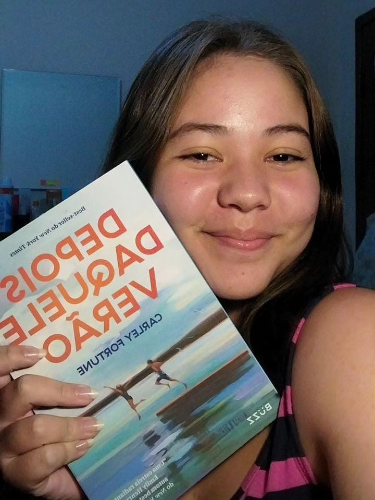 Best-seller do New York Times
DEPOIS
DAQUELE
VERÃO
CARLEY FORTUNE
BUZZ